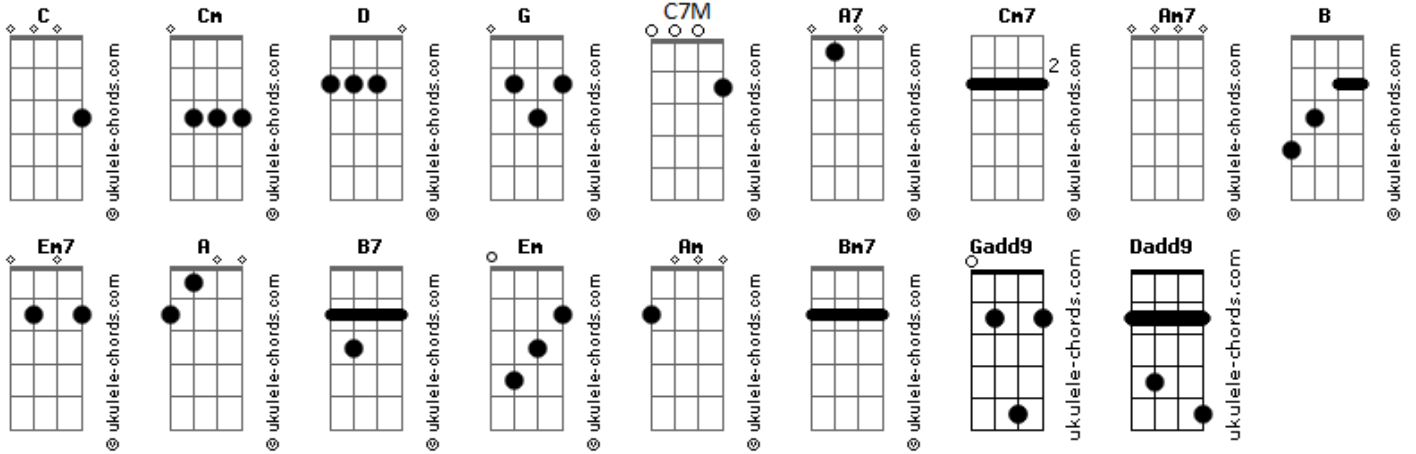 C Cm D G C7M A7 Cm7 Am7 B
2
© ukulele-chords.com © ukulele-chords.com © ukulele-chords.com © ukulele-chords.com © ukulele-chords.com © ukulele-chords.com © ukulele-chords.com © ukulele-chords.com © ukulele-chords.com
Em7 A B7 Em Am Bm7 Gadd9 Dadd9
© ukulele-chords.com © ukulele-chords.com © ukulele-chords.com © ukulele-chords.com © ukulele-chords.com © ukulele-chords.com ukulele-chords.com ukulele-chords.com